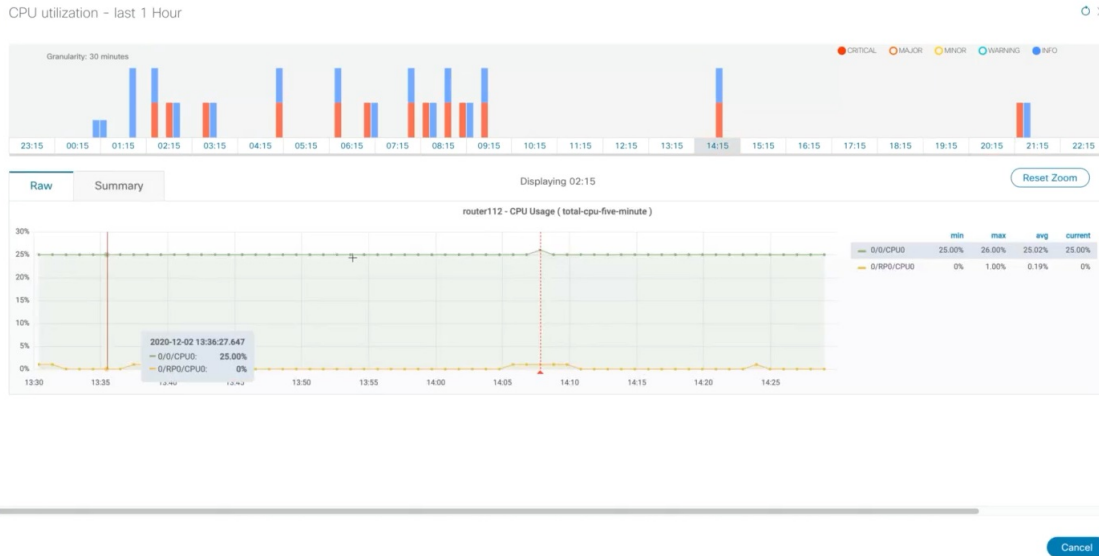 CPU utilization - last 1 Hour
Granularity: 30 minutes
CRITICAL MAJOR MINOR WARNING INFO
23:15 00:15 01:15 02:15 03:15 04:15 05:15 06:15 07:15 08:15 09:15 10:15 11:15 12:15 13:15 14:15 15:15 16:15 17:15 18:15 19:15 20:15 21:15 22:15
Raw Summary Displaying 02:15 Reset Zoom
router112 - CPU Usage ( total-cpu-five-minute )
30%
25%
20%
15%
10%
5%
0%
min max avg current
0/0/CPU0 25.00% 26.00% 25.02% 25.00%
0/RP0/CPU0 0% 1.00% 0.19% 0%
2020-12-02 13:36:27.647
0/0/CPU0: 25.00%
0/RP0/CPU0: 0%
13:30 13:35 13:40 13:45 13:50 13:55 14:00 14:05 14:10 14:15 14:20 14:25
Cancel